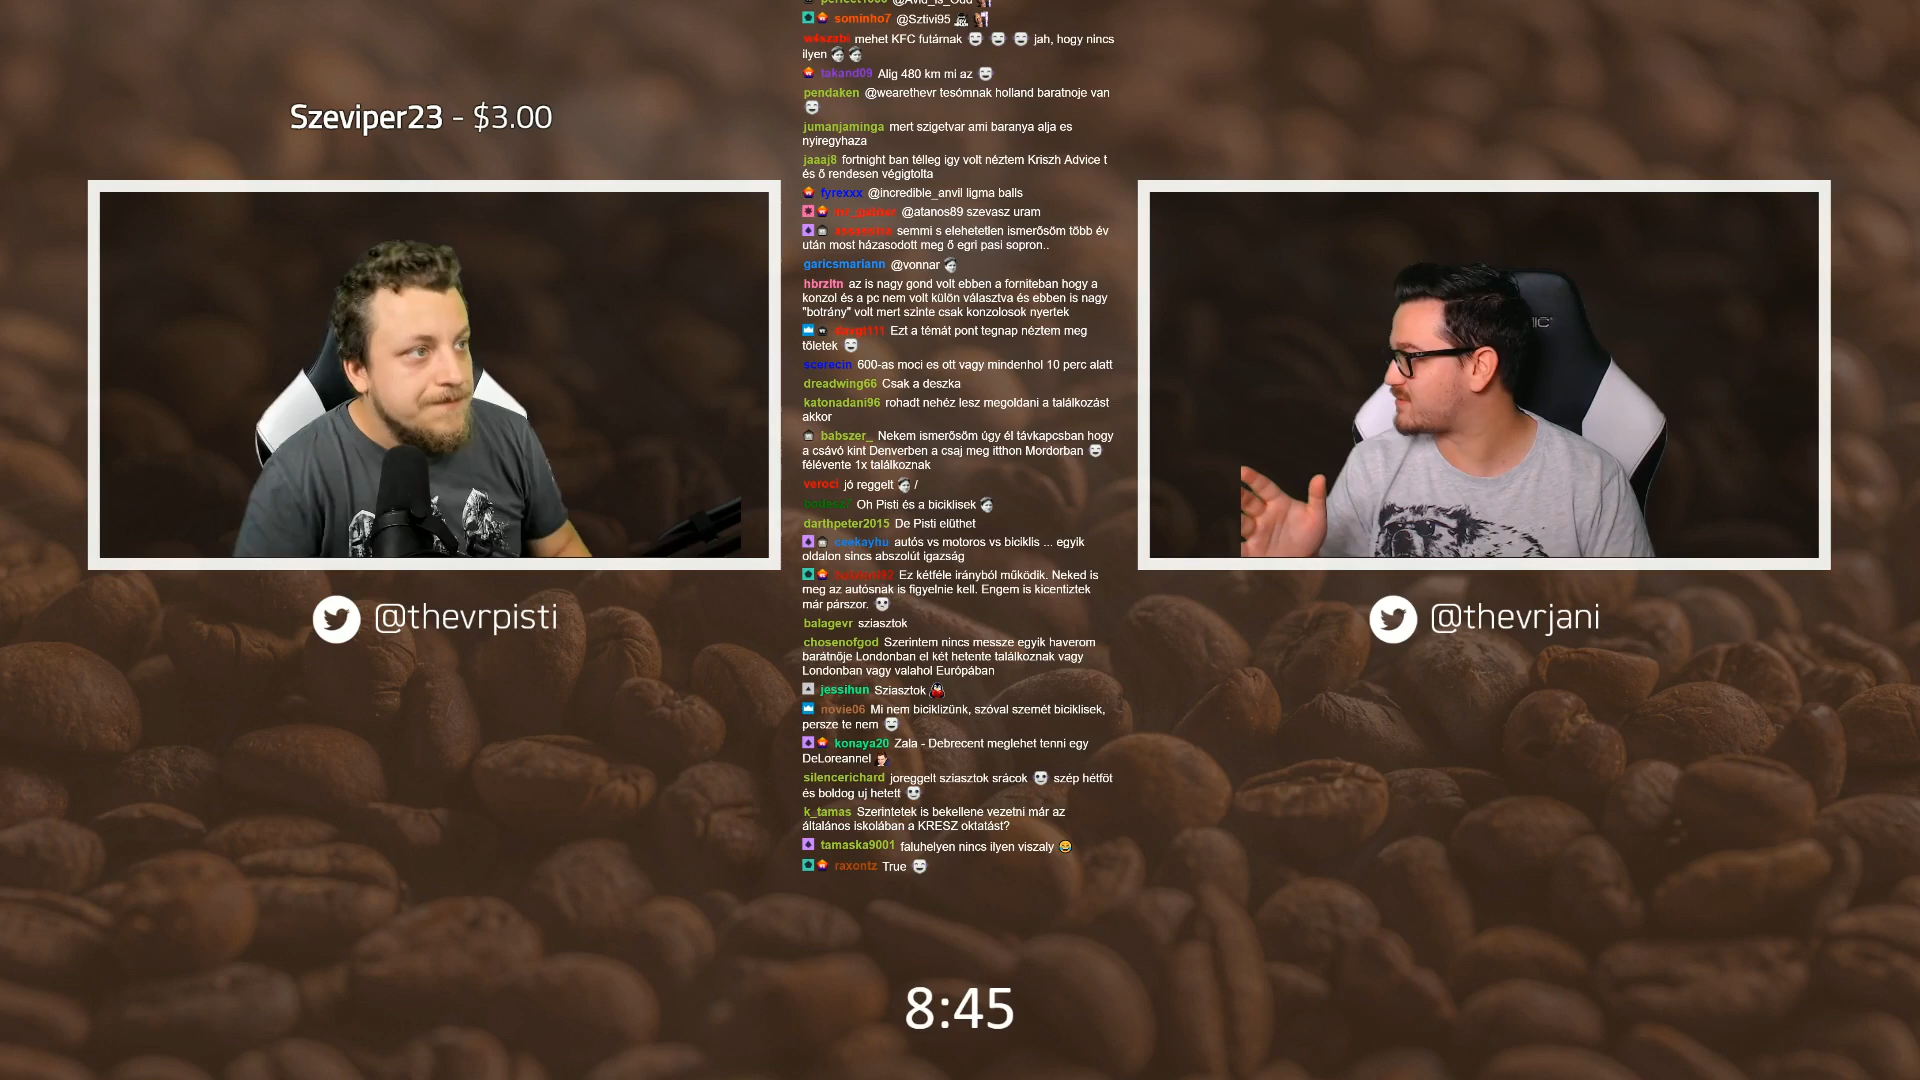 @Avid_is_Odd
sominho7 @Sztivi95
w4szabi mehet KFC futárnak jah, hogy nincs
ilyen
takand09 Alig 480 km mi az
pendaken @wearethevr tesómnak holland baratnoje van
jumanjaminga mert szigetvar ami baranya alja es
nyiregyhaza
Szeviper23 - $3.00
jaaaj8 fortnight ban télleg igy volt néztem Kriszh Advice t
és ő rendesen végigtolta
fyrexxx @incredible_anvil ligma balls
@atanos89 szevasz uram
semmi s elehetetlen ismerősöm több év
után most házasodott meg ő egri pasi sopron..
garicsmariann @vonnar
hbrzltn az is nagy gond volt ebben a forniteban hogy a
konzol és a pc nem volt külön választva és ebben is nagy
"botrány" volt mert szinte csak konzolosok nyertek
Ezt a témát pont tegnap néztem meg
tőletek
scerecin 600-as moci es ott vagy mindenhol 10 perc alatt
dreadwing66 Csak a deszka
katonadani96 rohadt nehéz lesz megoldani a találkozást
akkor
babszer_ Nekem ismerősöm úgy él távkapcsban hogy
a csávó kint Denverben a csaj meg itthon Mordorban
félévente 1x találkoznak
veroci jó reggelt /
Oh Pisti és a biciklisek
darthpeter2015 De Pisti elüthet
ceekayhu autós vs motoros vs biciklis ... egyik
oldalon sincs abszolút igazság
Ez kétféle irányból működik. Neked is
meg az autósnak is figyelnie kell. Engem is kicentiztek
már párszor.
balagevr sziasztok
chosenofgod Szerintem nincs messze egyik haverom
barátnője Londonban el két hetente találkoznak vagy
Londonban vagy valahol Európában
jessihun Sziasztok
novie06 Mi nem biciklizünk, szóval szemét biciklisek,
persze te nem
konaya20 Zala - Debrecent meglehet tenni egy
DeLoreannel
silencerichard joreggelt sziasztok srácok szép hétföt
és boldog uj hetett
k_tamas Szerintetek is bekellene vezetni már az
általános iskolában a KRESZ oktatást?
tamaska9001 faluhelyen nincs ilyen viszaly
raxontz True
@thevrpisti
@thevrjani
8:45